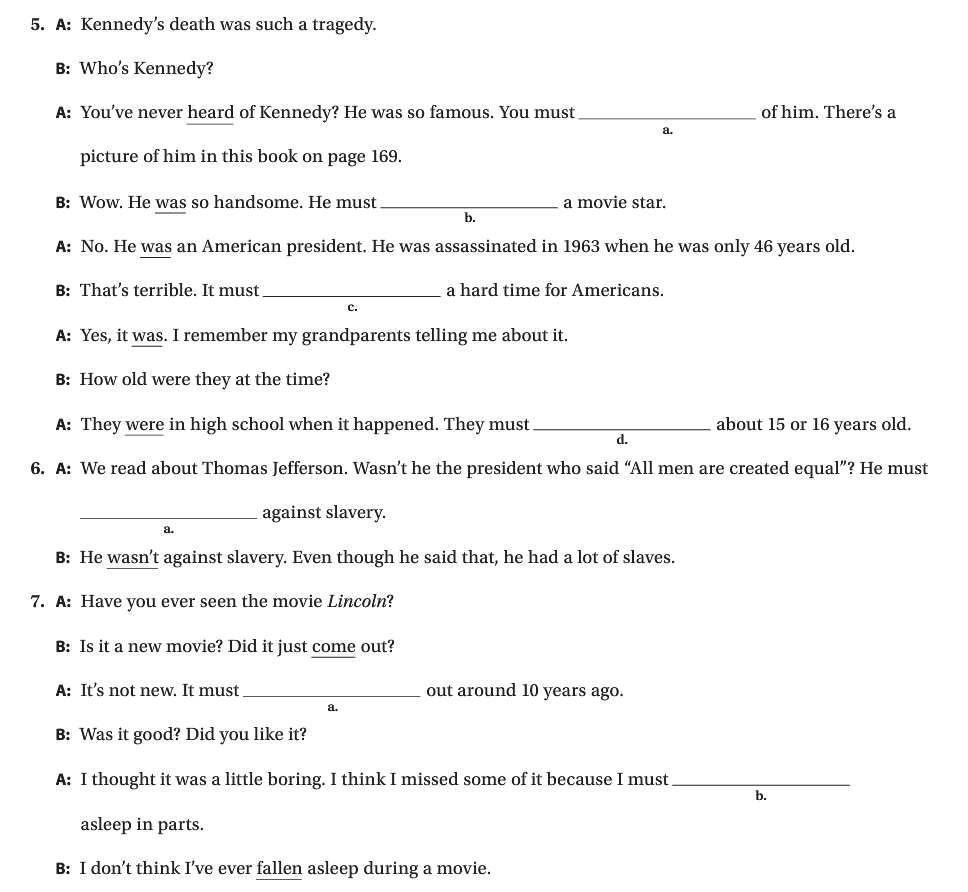 5. A: Kennedy’s death was such a tragedy.
B: Who’s Kennedy?
A: You’ve never heard of Kennedy? He was so famous. You must ____________________ of him. There’s a
a.
picture of him in this book on page 169.
B: Wow. He was so handsome. He must ____________________ a movie star.
b.
A: No. He was an American president. He was assassinated in 1963 when he was only 46 years old.
B: That’s terrible. It must ____________________ a hard time for Americans.
c.
A: Yes, it was. I remember my grandparents telling me about it.
B: How old were they at the time?
A: They were in high school when it happened. They must ____________________ about 15 or 16 years old.
d.
6. A: We read about Thomas Jefferson. Wasn’t he the president who said “All men are created equal”? He must
____________________ against slavery.
a.
B: He wasn’t against slavery. Even though he said that, he had a lot of slaves.
7. A: Have you ever seen the movie Lincoln?
B: Is it a new movie? Did it just come out?
A: It’s not new. It must ____________________ out around 10 years ago.
a.
B: Was it good? Did you like it?
A: I thought it was a little boring. I think I missed some of it because I must ____________________
b.
asleep in parts.
B: I don’t think I’ve ever fallen asleep during a movie.